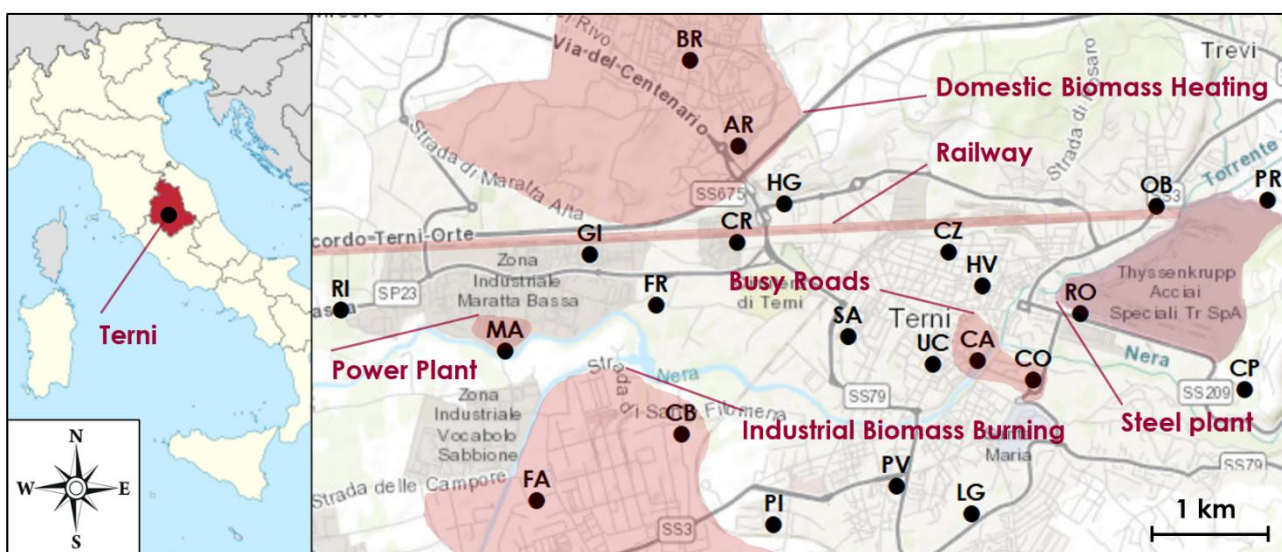 Terni
N
W
E
S
BR
Trevi
Via-del-Centenario
Domestic Biomass Heating
AR
Strada di Maratta Alta
Railway
Torrente
SS675
HG
OB
PR
CR
cordo-Terni-Orte
GI
CZ
Zona
Industriale
Maratta Bassa
Busy Roads
HV
di Terni
Thyssenkrupp
Acciai
Speciali Tr SpA
RI
SP23
FR
RO
SA
Terni
MA
UC
CA
Nera
Power Plant
CO
CP
Nera
SS79
SS209
Zona
Industriale
Vocabolo
Sabbione
CB
Industrial Biomass Burning
Steel plant
Maria
SS79
PV
Strada delle Campore
FA
LG
PI
SS3
1 km